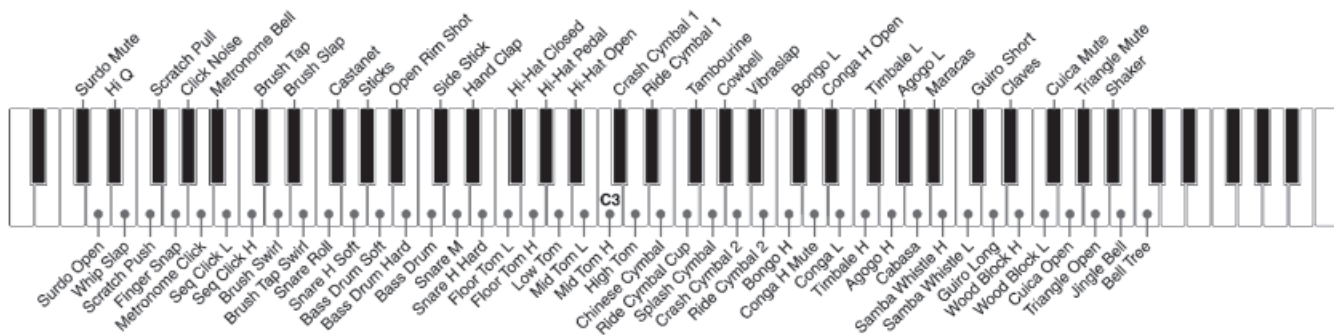 Surdo Mute
Hi Q
Scratch Pull
Click Noise
Metronome Bell
Brush Tap
Brush Slap
Castanet
Sticks
Open Rim Shot
Side Stick
Hand Clap
Hi-Hat Closed
Hi-Hat Pedal
Hi-Hat Open
Crash Cymbal 1
Ride Cymbal 1
Tambourine
Cowbell
Vibraslap
Bongo L
Conga H Open
Timbale L
Agogo L
Maracas
Guiro Short
Claves
Cuica Mute
Triangle Mute
Shaker
C3
Surdo Open
Whip Slap
Scratch Push
Finger Snap
Metronome Click
Seq Click L
Seq Click H
Brush Swirl
Brush Tap Swirl
Snare Roll
Snare H Soft
Bass Drum Soft
Bass Drum Hard
Bass Drum
Snare M
Snare H Hard
Floor Tom L
Floor Tom H
Low Tom
Mid Tom L
Mid Tom H
High Tom
Chinese Cymbal
Ride Cymbal Cup
Splash Cymbal
Crash Cymbal 2
Ride Cymbal 2
Bongo H
Conga H Mute
Conga L
Timbale H
Agogo H
Cabasa
Samba Whistle H
Samba Whistle L
Guiro Long
Wood Block H
Wood Block L
Cuica Open
Triangle Open
Jingle Bell
Bell Tree